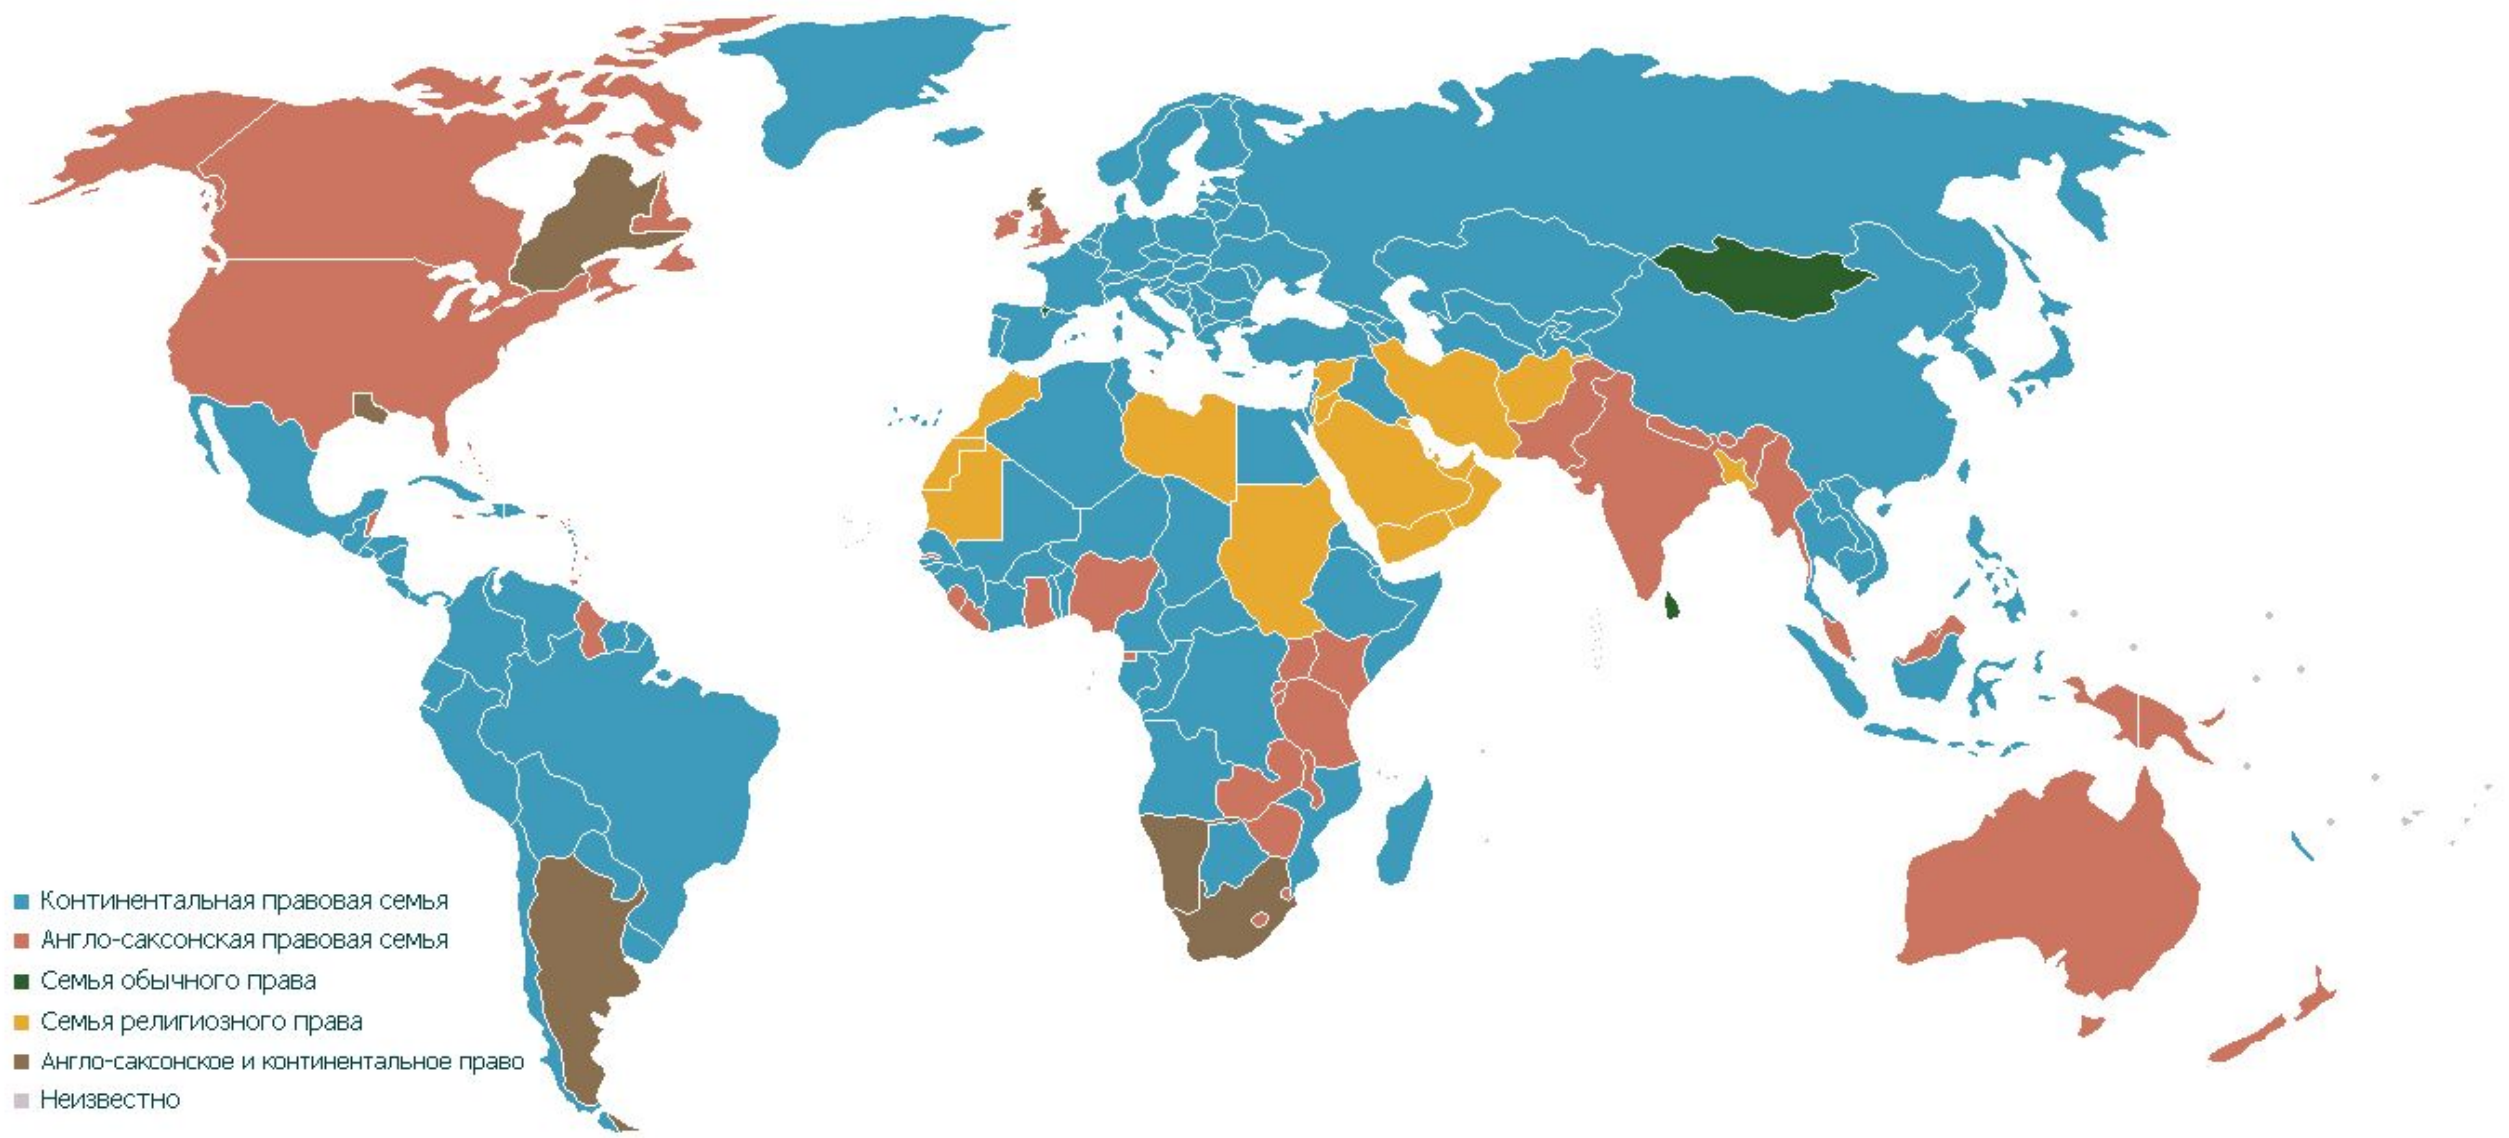 Континентальная правовая семья
Англо-саксонская правовая семья
Семья обычного права
Семья религиозного права
Англо-саксонское и континентальное право
Неизвестно